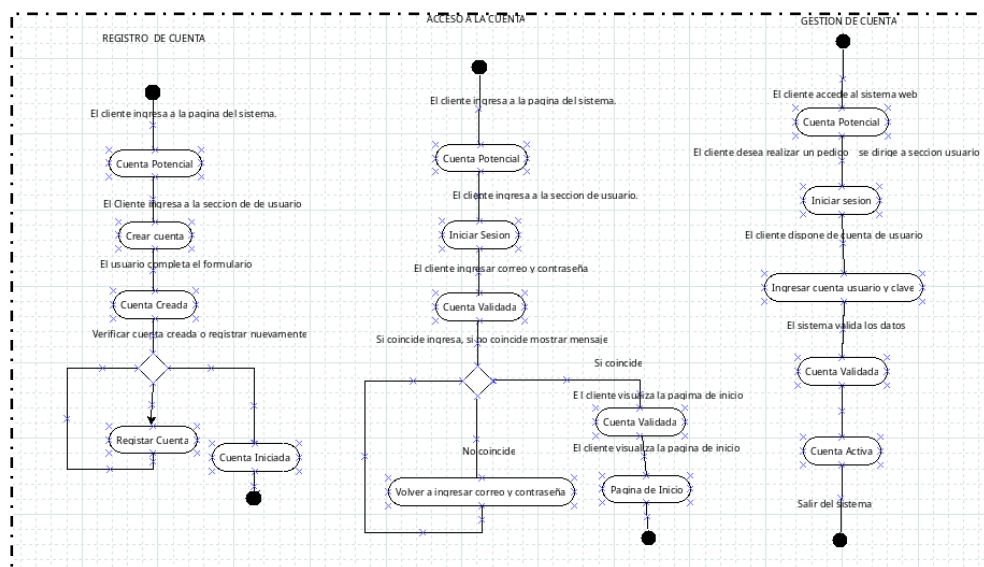 REGISTRO DE CUENTA
El cliente ingresa a la pagina del sistema.
Cuenta Potencial
El Cliente ingresa a la seccion de de usuario
Crear cuenta
El usuario completa el formulario
Cuenta Creada
Verificar cuenta creada o registrar nuevamente
Registar Cuenta
Cuenta Iniciada
ACCESO A LA CUENTA
El cliente ingresa a la pagina del sistema.
Cuenta Potencial
El cliente ingresa a la seccion de usuario.
Iniciar Sesion
El cliente ingresar correo y contraseña
Cuenta Validada
Si coincide ingresa, si no coincide mostrar mensaje
Si coincide
E l cliente visualiza la pagima de inicio
Cuenta Validada
El cliente visualiza la pagina de inicio
No coincide
Volver a ingresar correo y contraseña
Pagina de Inicio
GESTION DE CUENTA
El cliente accede al sistema web
Cuenta Potencial
El cliente desea realizar un pedido se dirige a seccion usuario
Iniciar sesion
El cliente dispone de cuenta de usuario
Ingresar cuenta usuario y clave
El sistema valida los datos
Cuenta Validada
Cuenta Activa
Salir del sistema